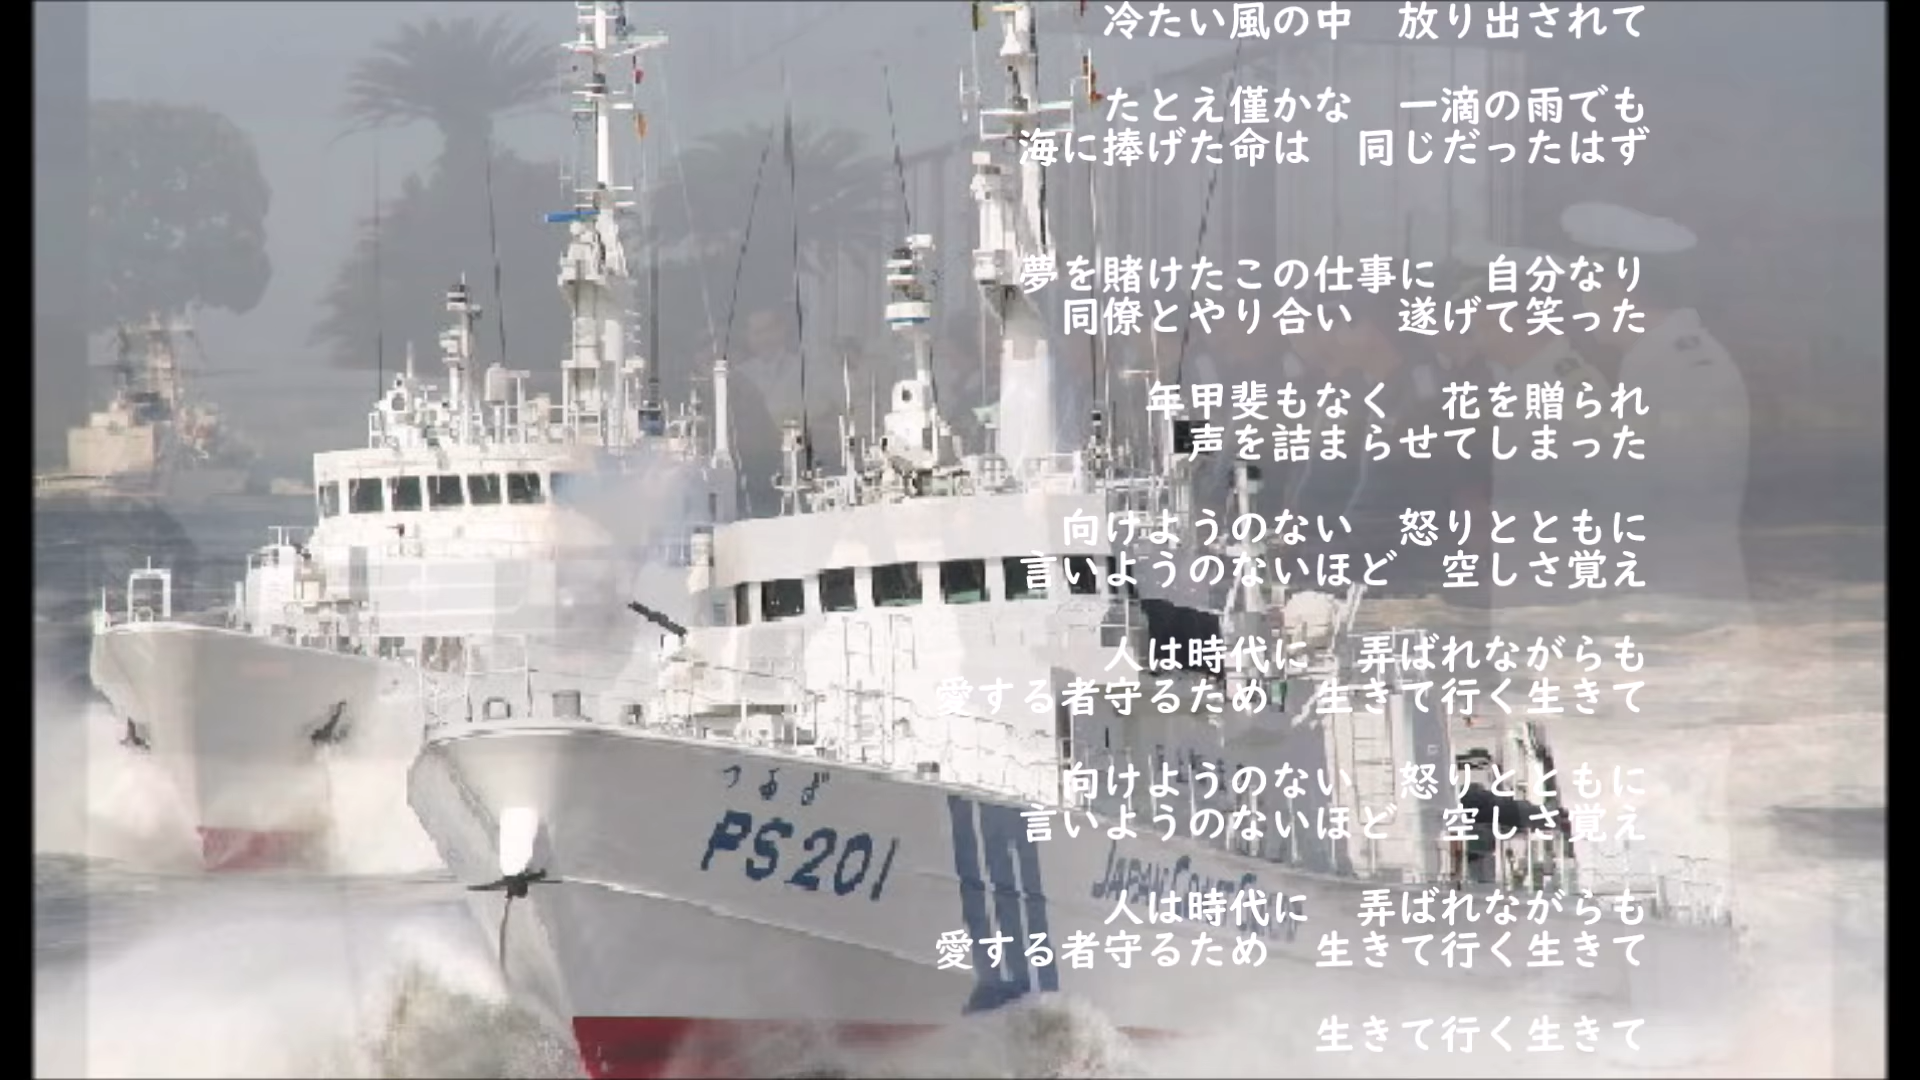 冷たい風の中　放り出されて
たとえ僅かな　一滴の雨でも
海に捧げた命は　同じだったはず
夢を賭けたこの仕事に　自分なり
同僚とやり合い　遂げて笑った
年甲斐もなく　花を贈られ
声を詰まらせてしまった
向けようのない　怒りとともに
言いようのないほど　空しさ覚え
人は時代に　弄ばれながらも
愛する者守るため　生きて行く生きて
向けようのない　怒りとともに
言いようのないほど　空しさ覚え
人は時代に　弄ばれながらも
愛する者守るため　生きて行く生きて
生きて行く生きて
つるぎ
PS201
JAPAN COAST